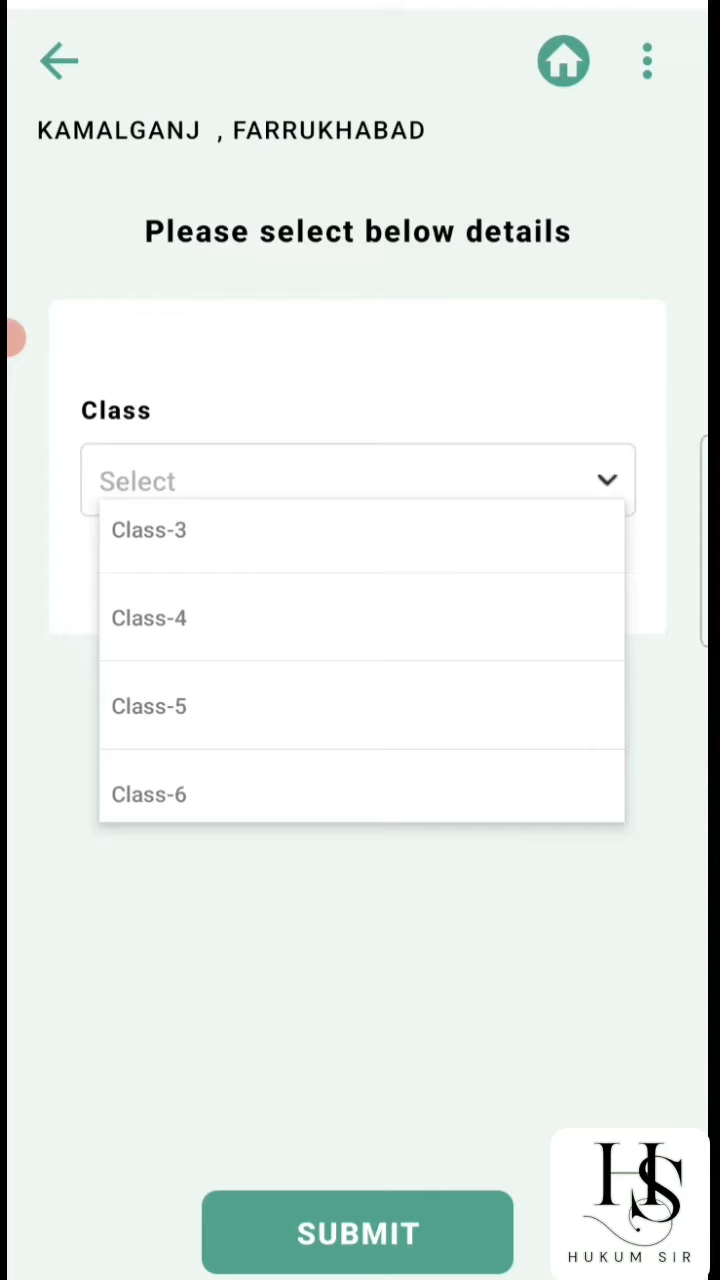 KAMALGANJ , FARRUKHABAD
Please select below details
Class
Select
Class-3
Class-4
Class-5
Class-6
SUBMIT
HS
HUKUM SIR